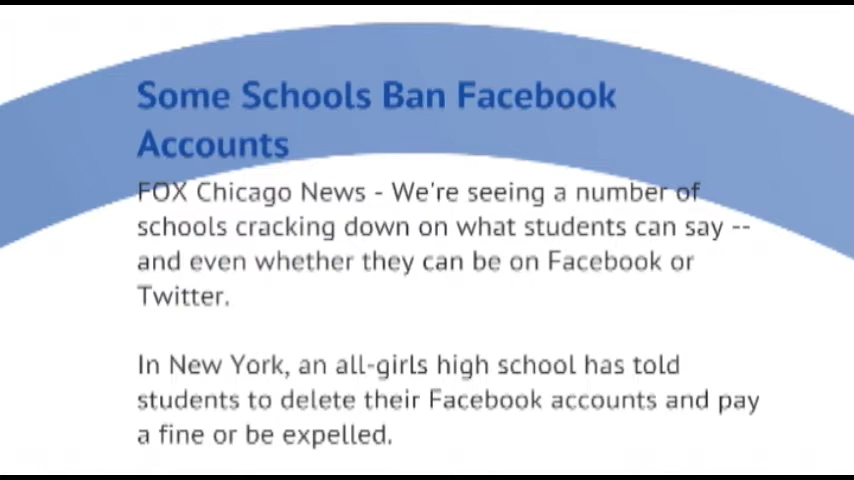 Some Schools Ban Facebook
Accounts
FOX Chicago News - We're seeing a number of
schools cracking down on what students can say --
and even whether they can be on Facebook or
Twitter.
In New York, an all-girls high school has told
students to delete their Facebook accounts and pay
a fine or be expelled.